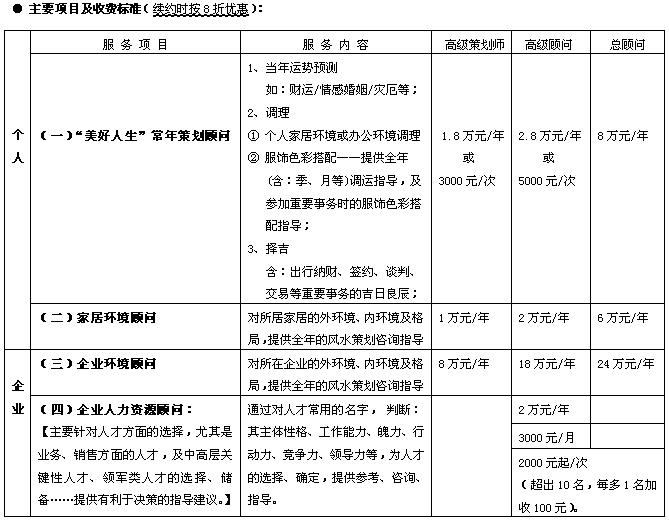 ● 主要项目及收费标准(续约时按8折优惠):
服 务 项 目
服 务 内 容
高级策划师
高级顾问
总顾问
个人
(一)“美好人生”常年策划顾问
1、当年运势预测
如:财运/情感婚姻/灾厄等;
2、调理
① 个人家居环境或办公环境调理
② 服饰色彩搭配——提供全年
(含:季、月等)调运指导,及
参加重要事务时的服饰色彩搭
配指导;
3、择吉
含:出行纳财、签约、谈判、
交易等重要事务的吉日良辰;
1.8万元/年
或
3000元/次
2.8万元/年
或
5000元/次
8万元/年
(二)家居环境顾问
对所居家居的外环境、内环境及格
局,提供全年的风水策划咨询指导
1万元/年
2万元/年
6万元/年
企业
(三)企业环境顾问
对所在企业的外环境、内环境及格
局,提供全年的风水策划咨询指导
8万元/年
18万元/年
24万元/年
(四)企业人力资源顾问:
【主要针对人才方面的选择,尤其是
业务、销售方面的人才,及中高层关
键性人才、领军类人才的选择、储
备……提供有利于决策的指导建议。】
通过对人才常用的名字, 判断:
其主体性格、工作能力、魄力、行
动力、竞争力、领导力等,为人才
的选择、确定,提供参考、咨询、
指导。
2万元/年
3000元/月
2000元起/次
(超出10名,每多1名加
收100元)。